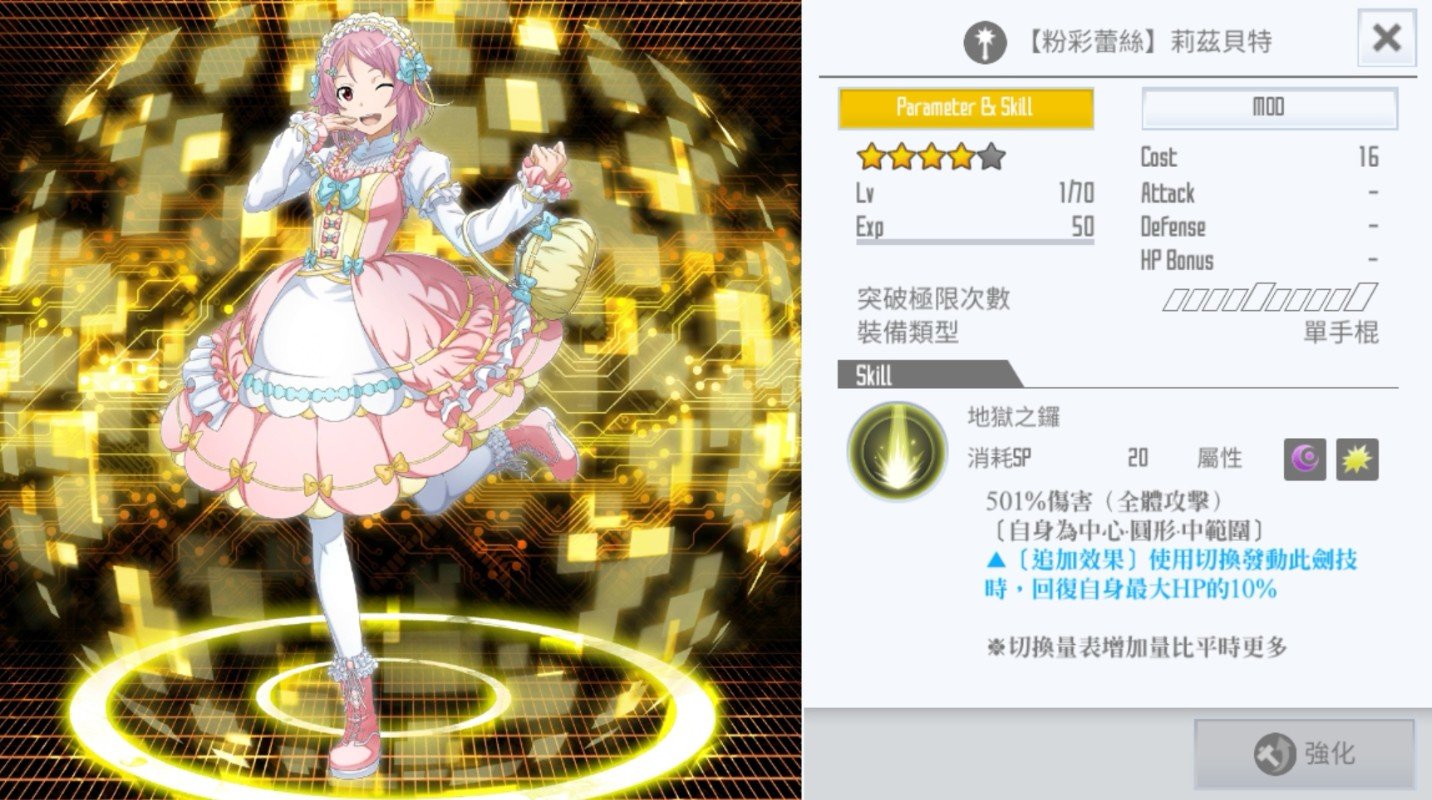 【粉彩蕾絲】莉茲貝特
Parameter & Skill
MOD
Cost 16
Lv 1/70
Attack -
Exp 50
Defense -
HP Bonus -
突破極限次數
裝備類型 單手棍
Skill
地獄之鑼
消耗SP 20 屬性
501%傷害（全體攻擊）
〔自身為中心·圓形·中範圍〕
▲〔追加效果〕使用切換發動此劍技
時，回復自身最大HP的10%
※切換量表增加量比平時更多
強化